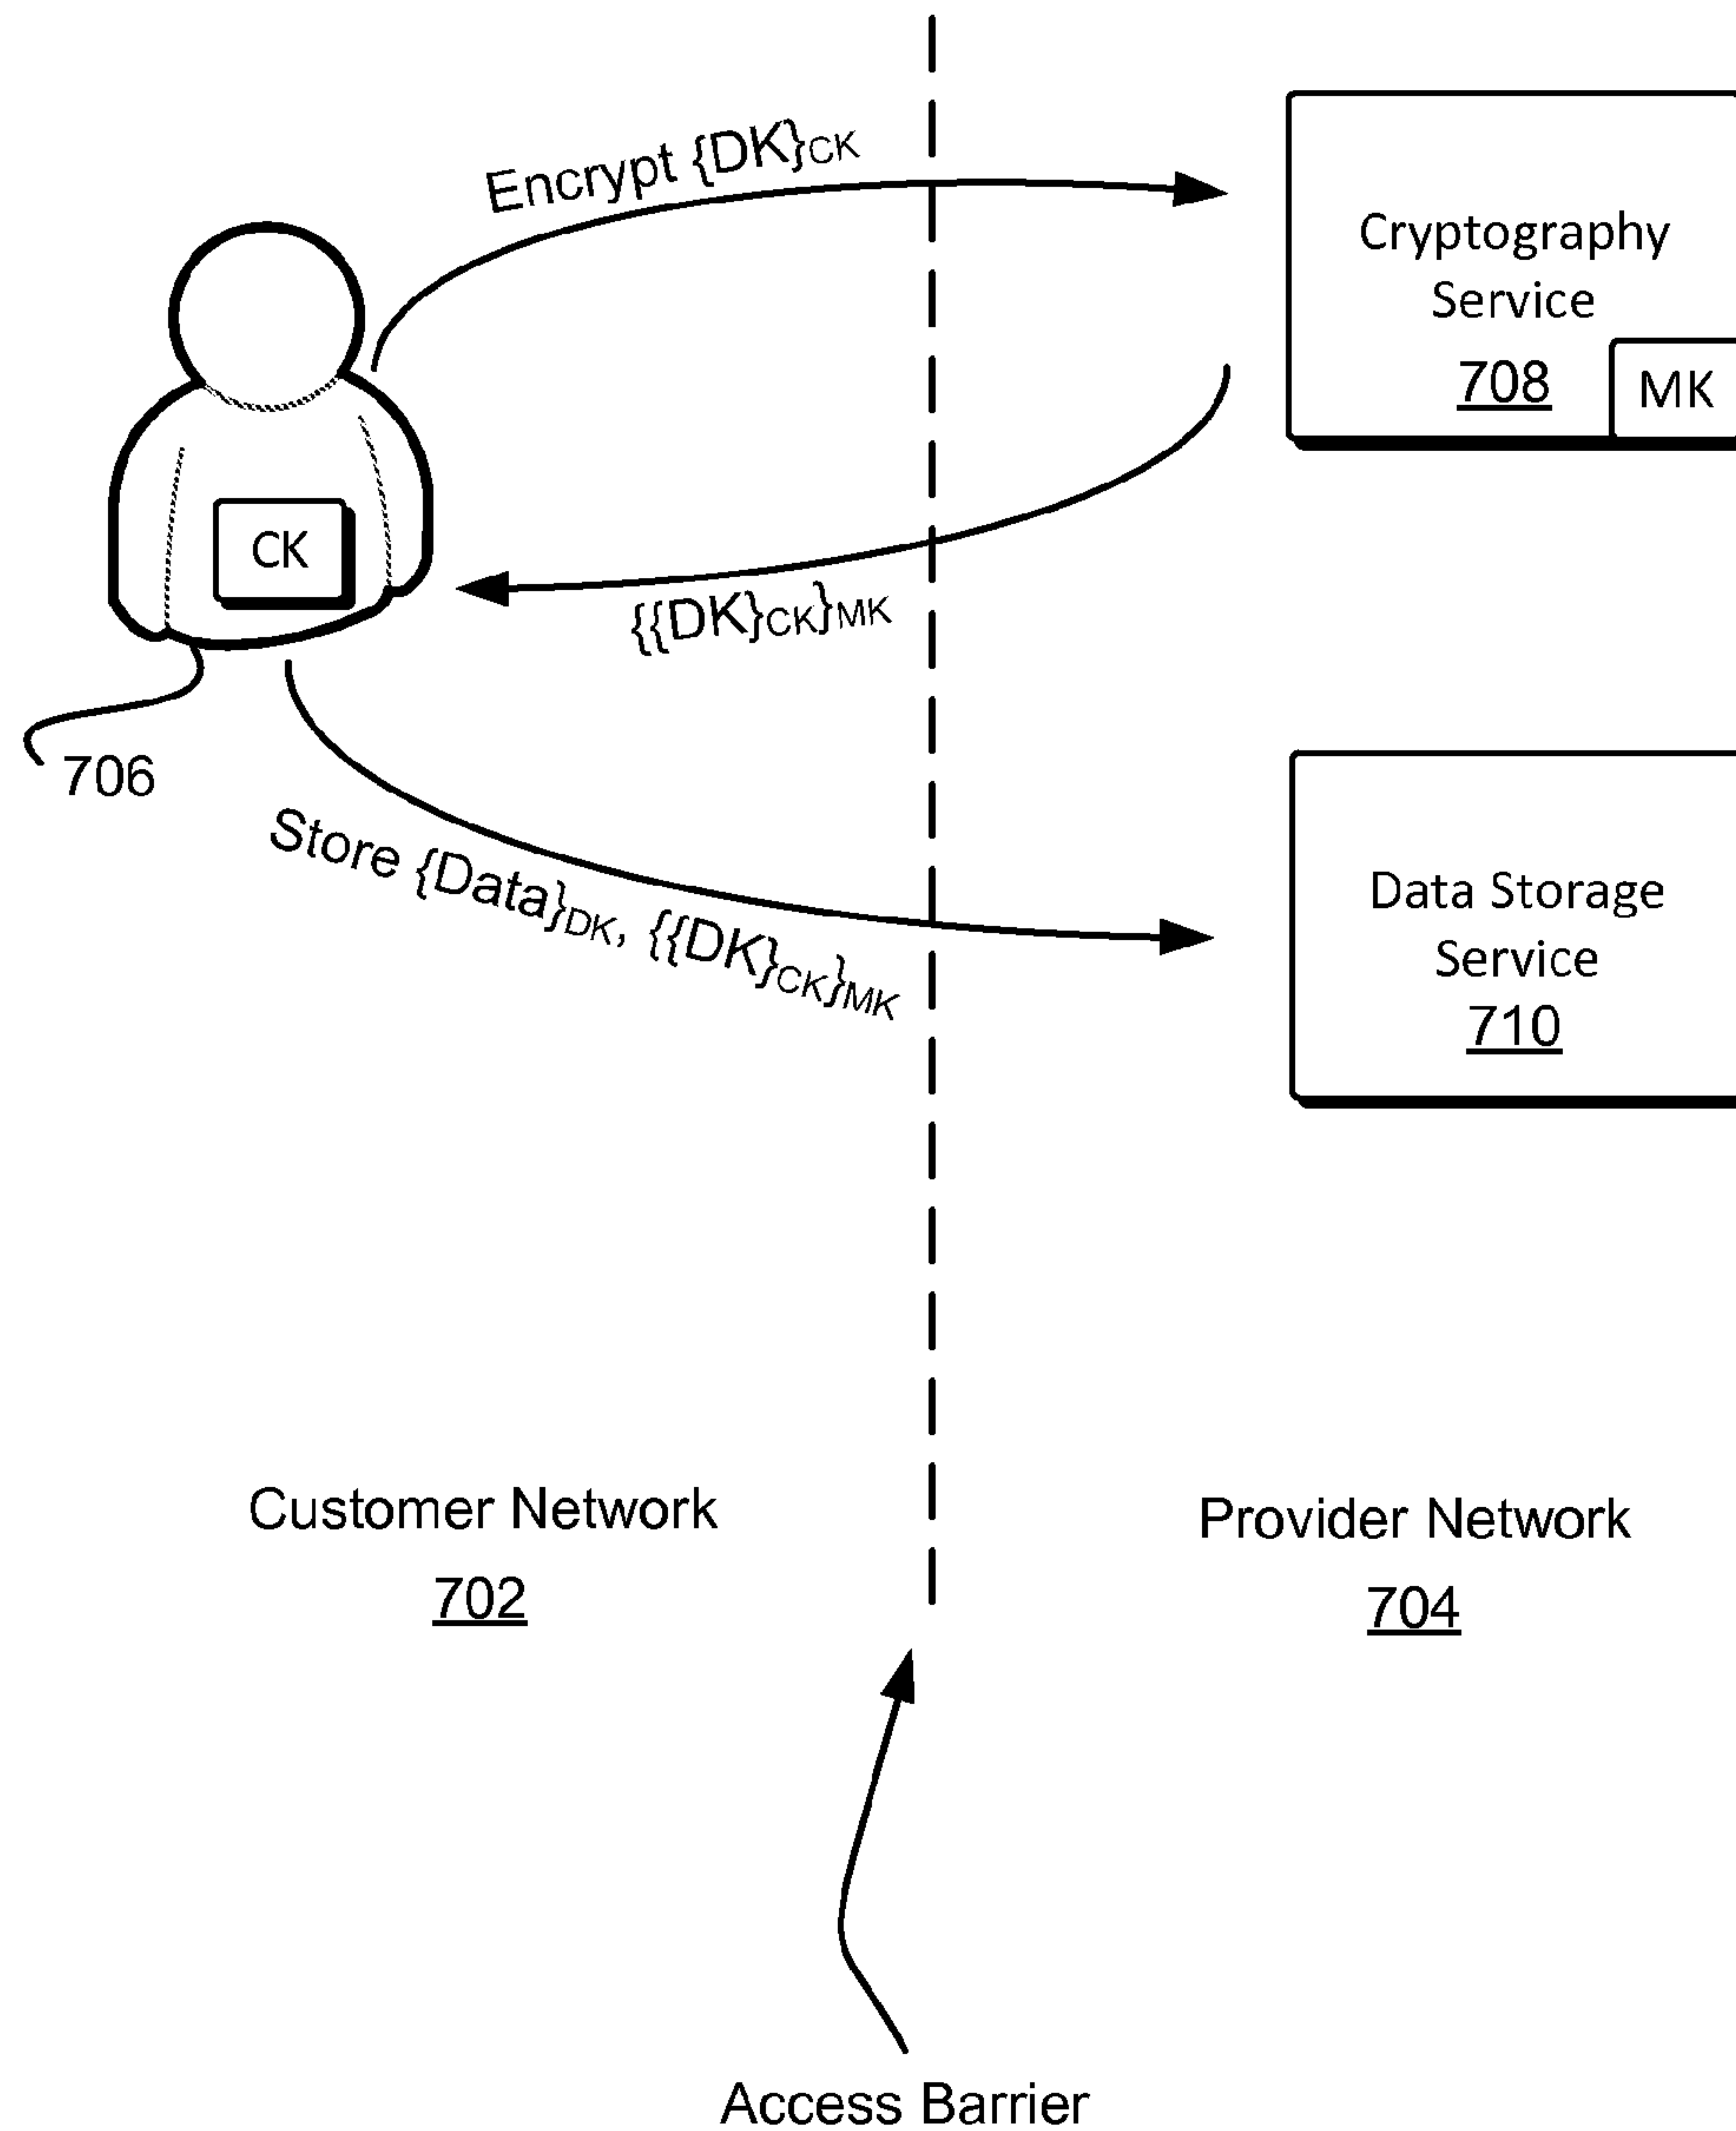 Encrypt {DK}CK
Cryptography
Service
708
MK
CK
{{DK}CK}MK
706
Store {Data}DK, {{DK}CK}MK
Data Storage
Service
710
Customer Network
702
Provider Network
704
Access Barrier